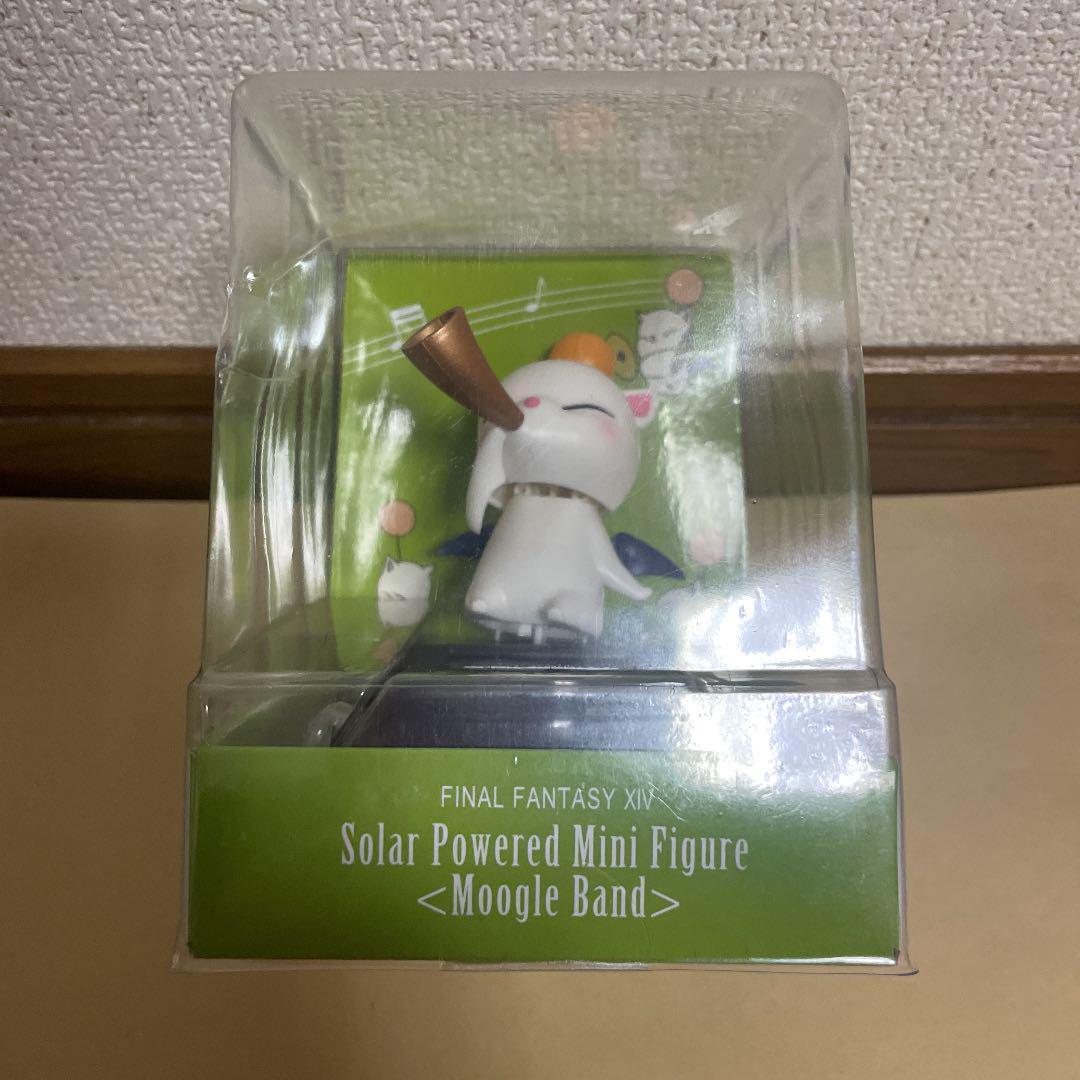 FINAL FANTASY XIV
Solar Powered Mini Figure
<Moogle Band>